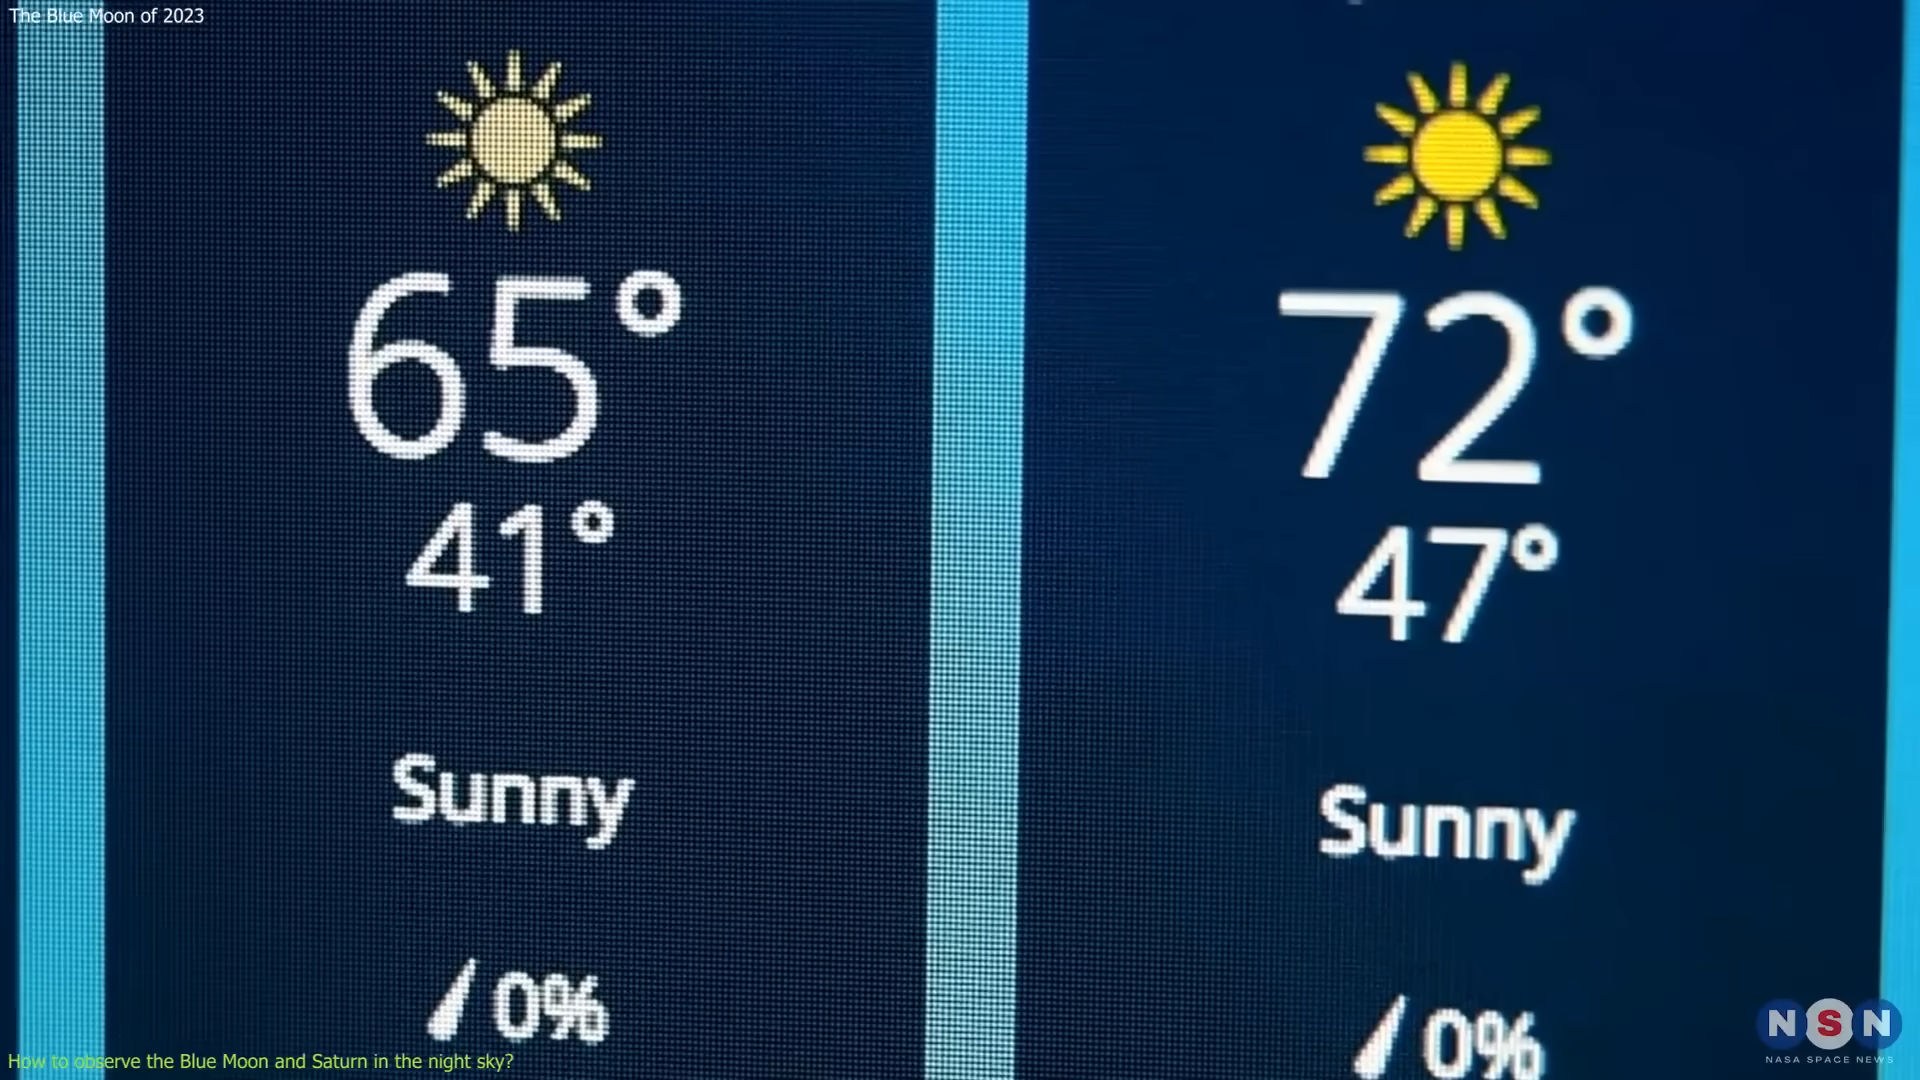 The Blue Moon of 2023
65°
41°
Sunny
0%
72°
47°
Sunny
0%
How to observe the Blue Moon and Saturn in the night sky?
NSN
NASA SPACE NEWS